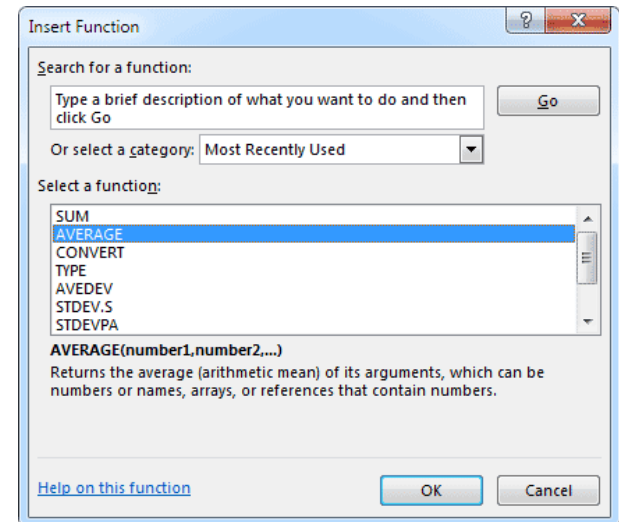 Insert Function
Search for a function:
Type a brief description of what you want to do and then
click Go
Go
Or select a category: Most Recently Used
Select a function:
SUM
AVERAGE
CONVERT
TYPE
AVEDEV
STDEV.S
STDEVPA
AVERAGE(number1,number2,...)
Returns the average (arithmetic mean) of its arguments, which can be
numbers or names, arrays, or references that contain numbers.
Help on this function
OK
Cancel